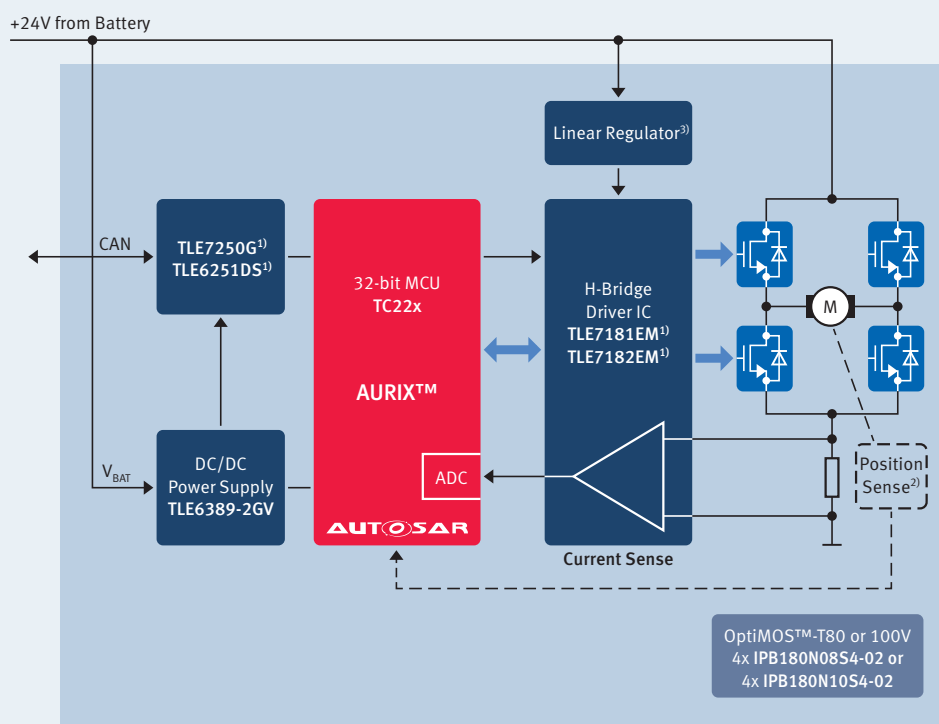 +24V from Battery
Linear Regulator3)
CAN
TLE7250G1)
TLE6251DS1)
32-bit MCU
TC22x
AURIX™
H-Bridge
Driver IC
TLE7181EM1)
TLE7182EM1)
M
VBAT
DC/DC
Power Supply
TLE6389-2GV
ADC
AUTOSAR
Current Sense
Position
Sense2)
OptiMOS™-T80 or 100V
4x IPB180N08S4-02 or
4x IPB180N10S4-02